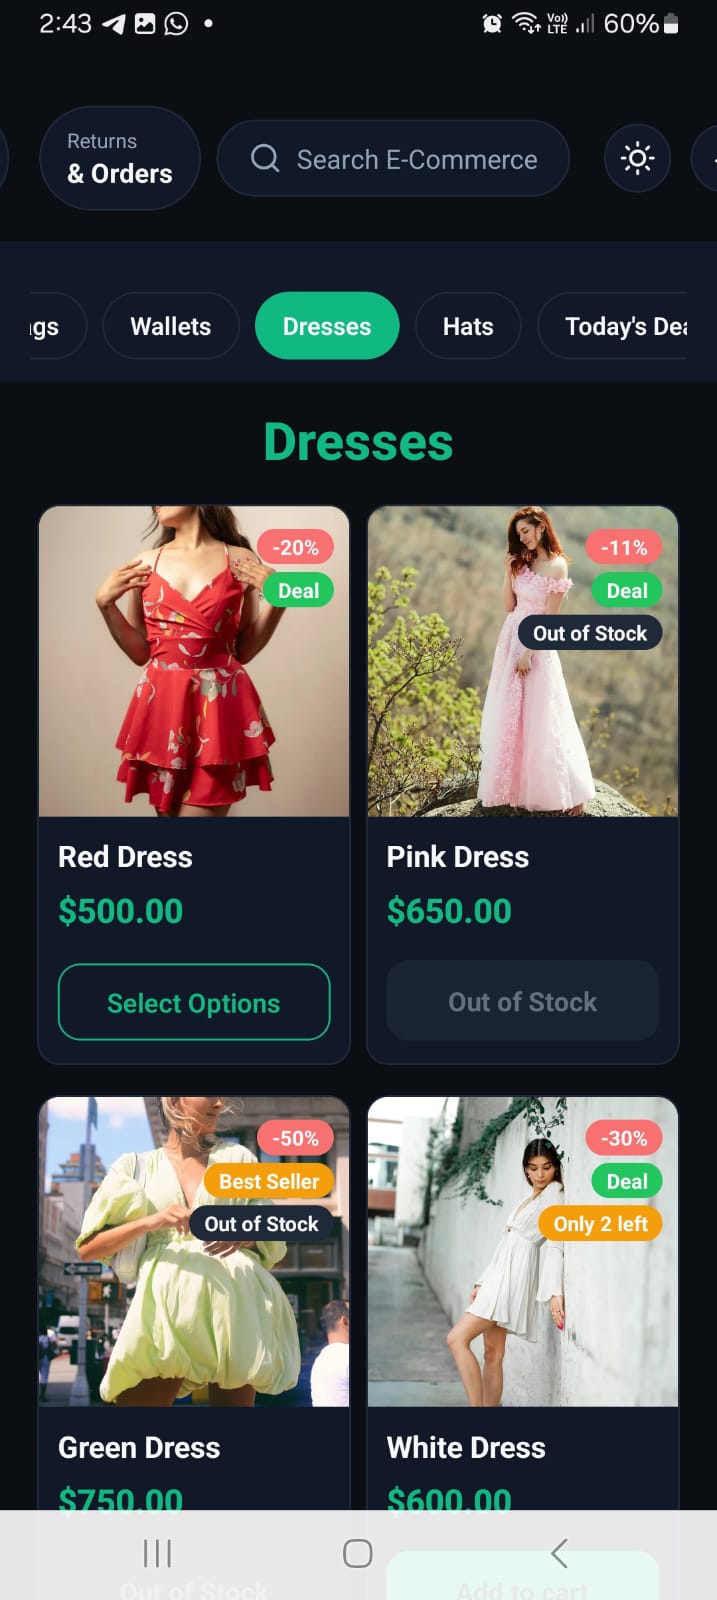 2:43
Vo))
LTE
60%
Returns
& Orders
Search E-Commerce
gs
Wallets
Dresses
Hats
Today's Dea
Dresses
-20%
Deal
-11%
Deal
Out of Stock
Red Dress
$500.00
Select Options
Pink Dress
$650.00
Out of Stock
-50%
Best Seller
Out of Stock
-30%
Deal
Only 2 left
Green Dress
$750.00
Out of Stock
White Dress
$600.00
Add to cart